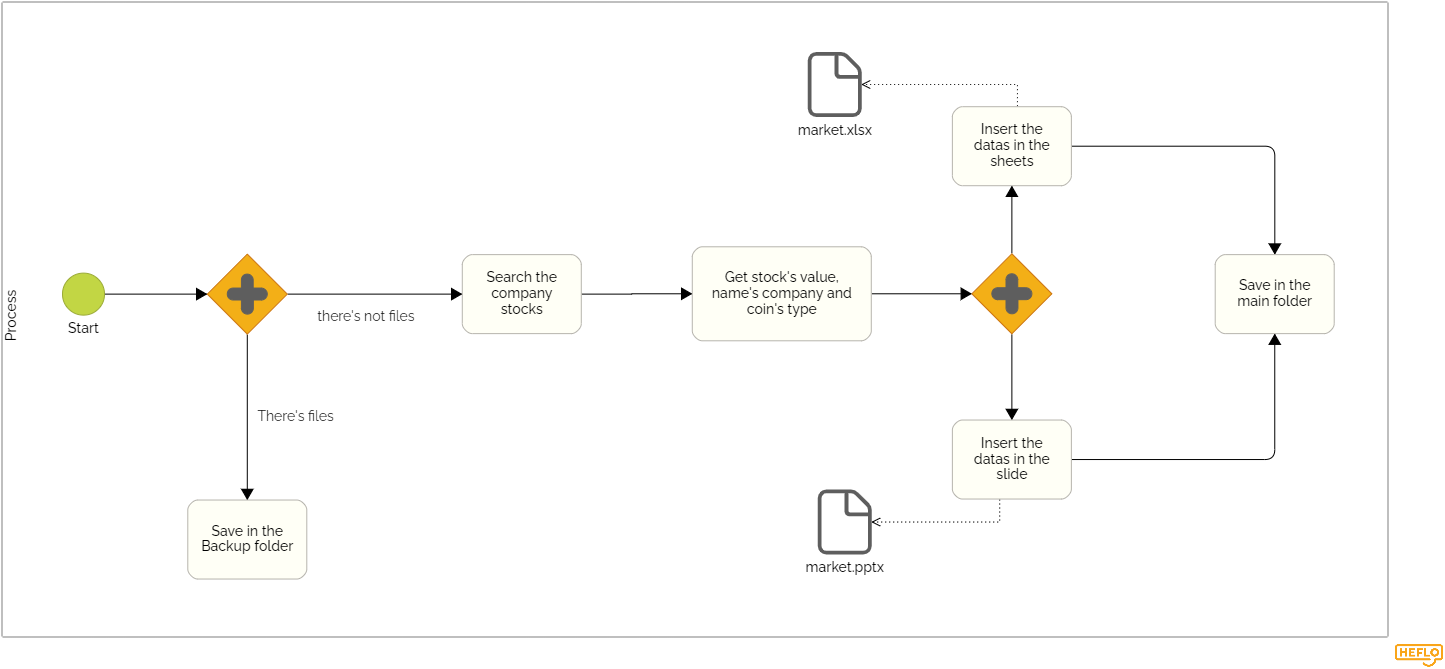 Process
Start
there's not files
There's files
Save in the
Backup folder
Search the
company
stocks
Get stock's value,
name's company and
coin's type
market.xlsx
Insert the
datas in the
sheets
Insert the
datas in the
slide
market.pptx
Save in the
main folder
HEFLO